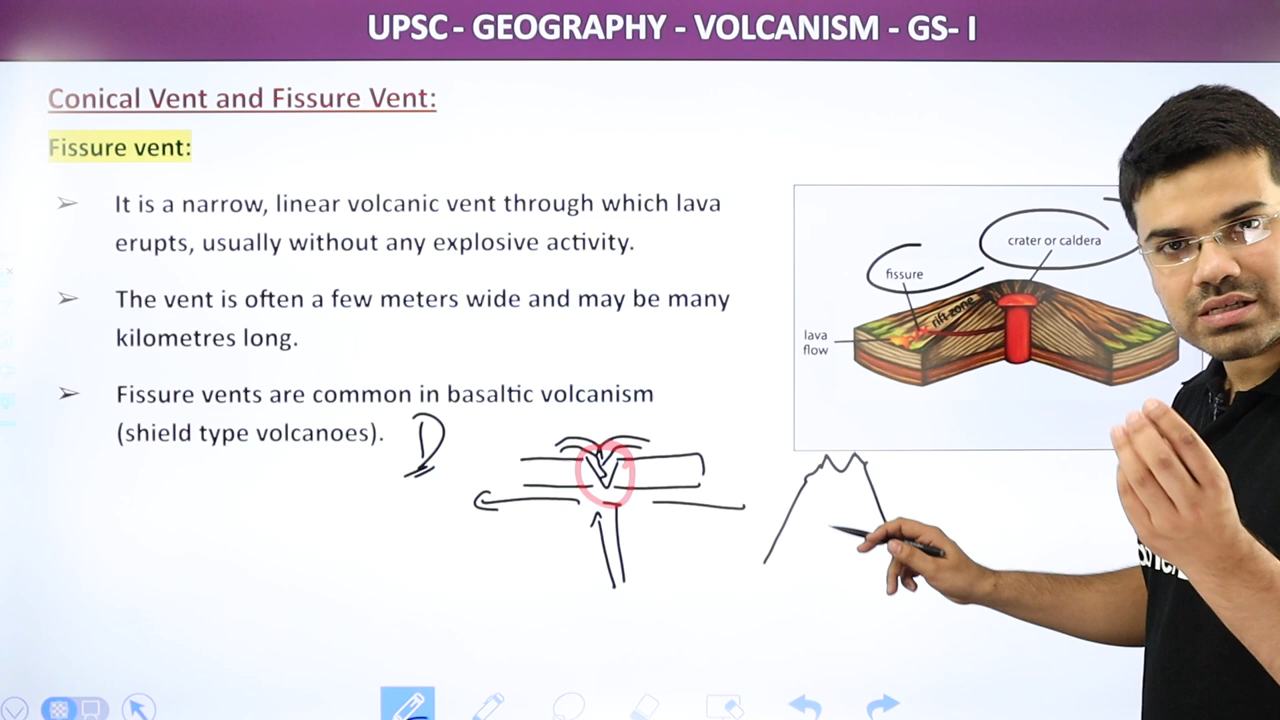 UPSC - GEOGRAPHY - VOLCANISM - GS- I
Conical Vent and Fissure Vent:
Fissure vent:
➢ It is a narrow, linear volcanic vent through which lava
erupts, usually without any explosive activity.
➢ The vent is often a few meters wide and may be many
kilometres long.
➢ Fissure vents are common in basaltic volcanism
(shield type volcanoes).
D
crater or caldera
fissure
rift zone
lava
flow